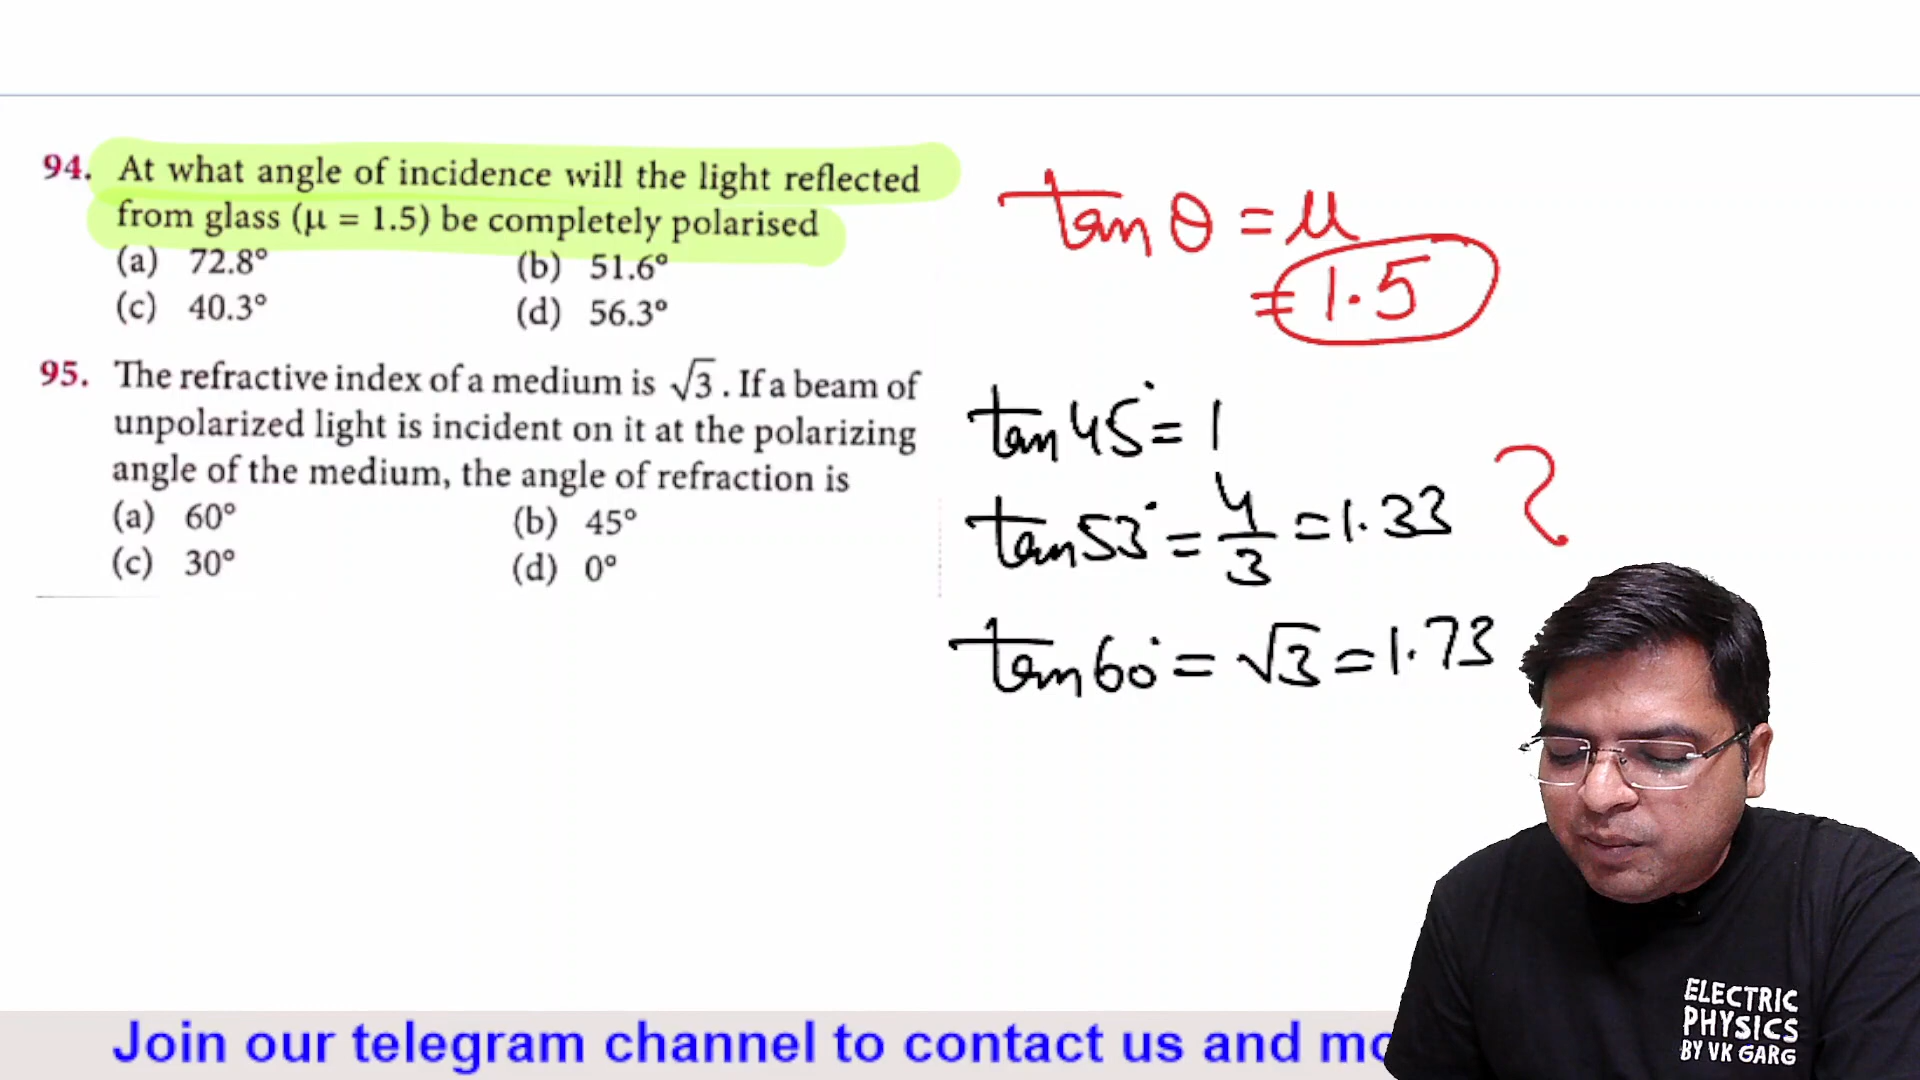 94. At what angle of incidence will the light reflected
from glass (μ = 1.5) be completely polarised
(a) 72.8° (b) 51.6°
(c) 40.3° (d) 56.3°
95. The refractive index of a medium is √3. If a beam of
unpolarized light is incident on it at the polarizing
angle of the medium, the angle of refraction is
(a) 60° (b) 45°
(c) 30° (d) 0°
tan θ = μ
= 1.5
tan 45° = 1
tan 53° = 4/3 = 1.33
tan 60° = √3 = 1.73
ELECTRIC
PHYSICS
BY VK GARG
Join our telegram channel to contact us and